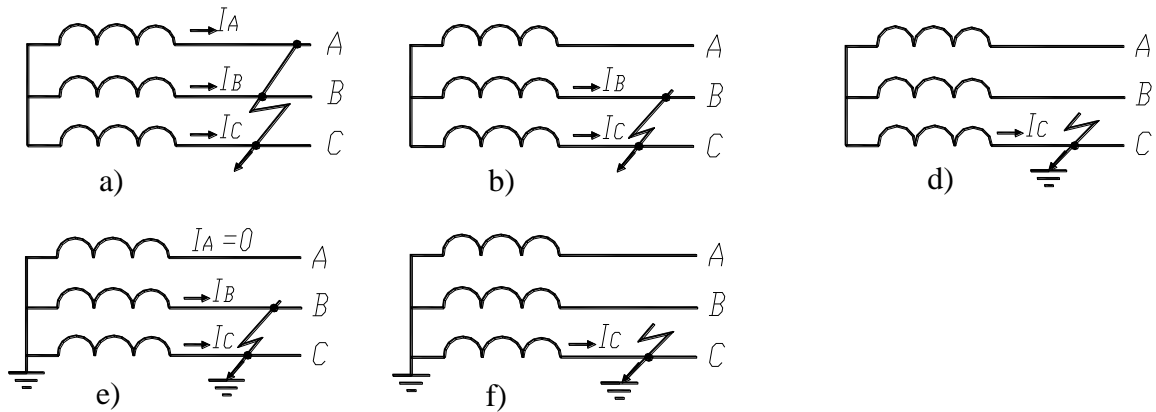 I_A A
I_B B
I_C C
a)
A
I_B B
I_C C
b)
A
B
I_C C
d)
I_A =0 A
I_B B
I_C C
e)
A
B
I_C C
f)